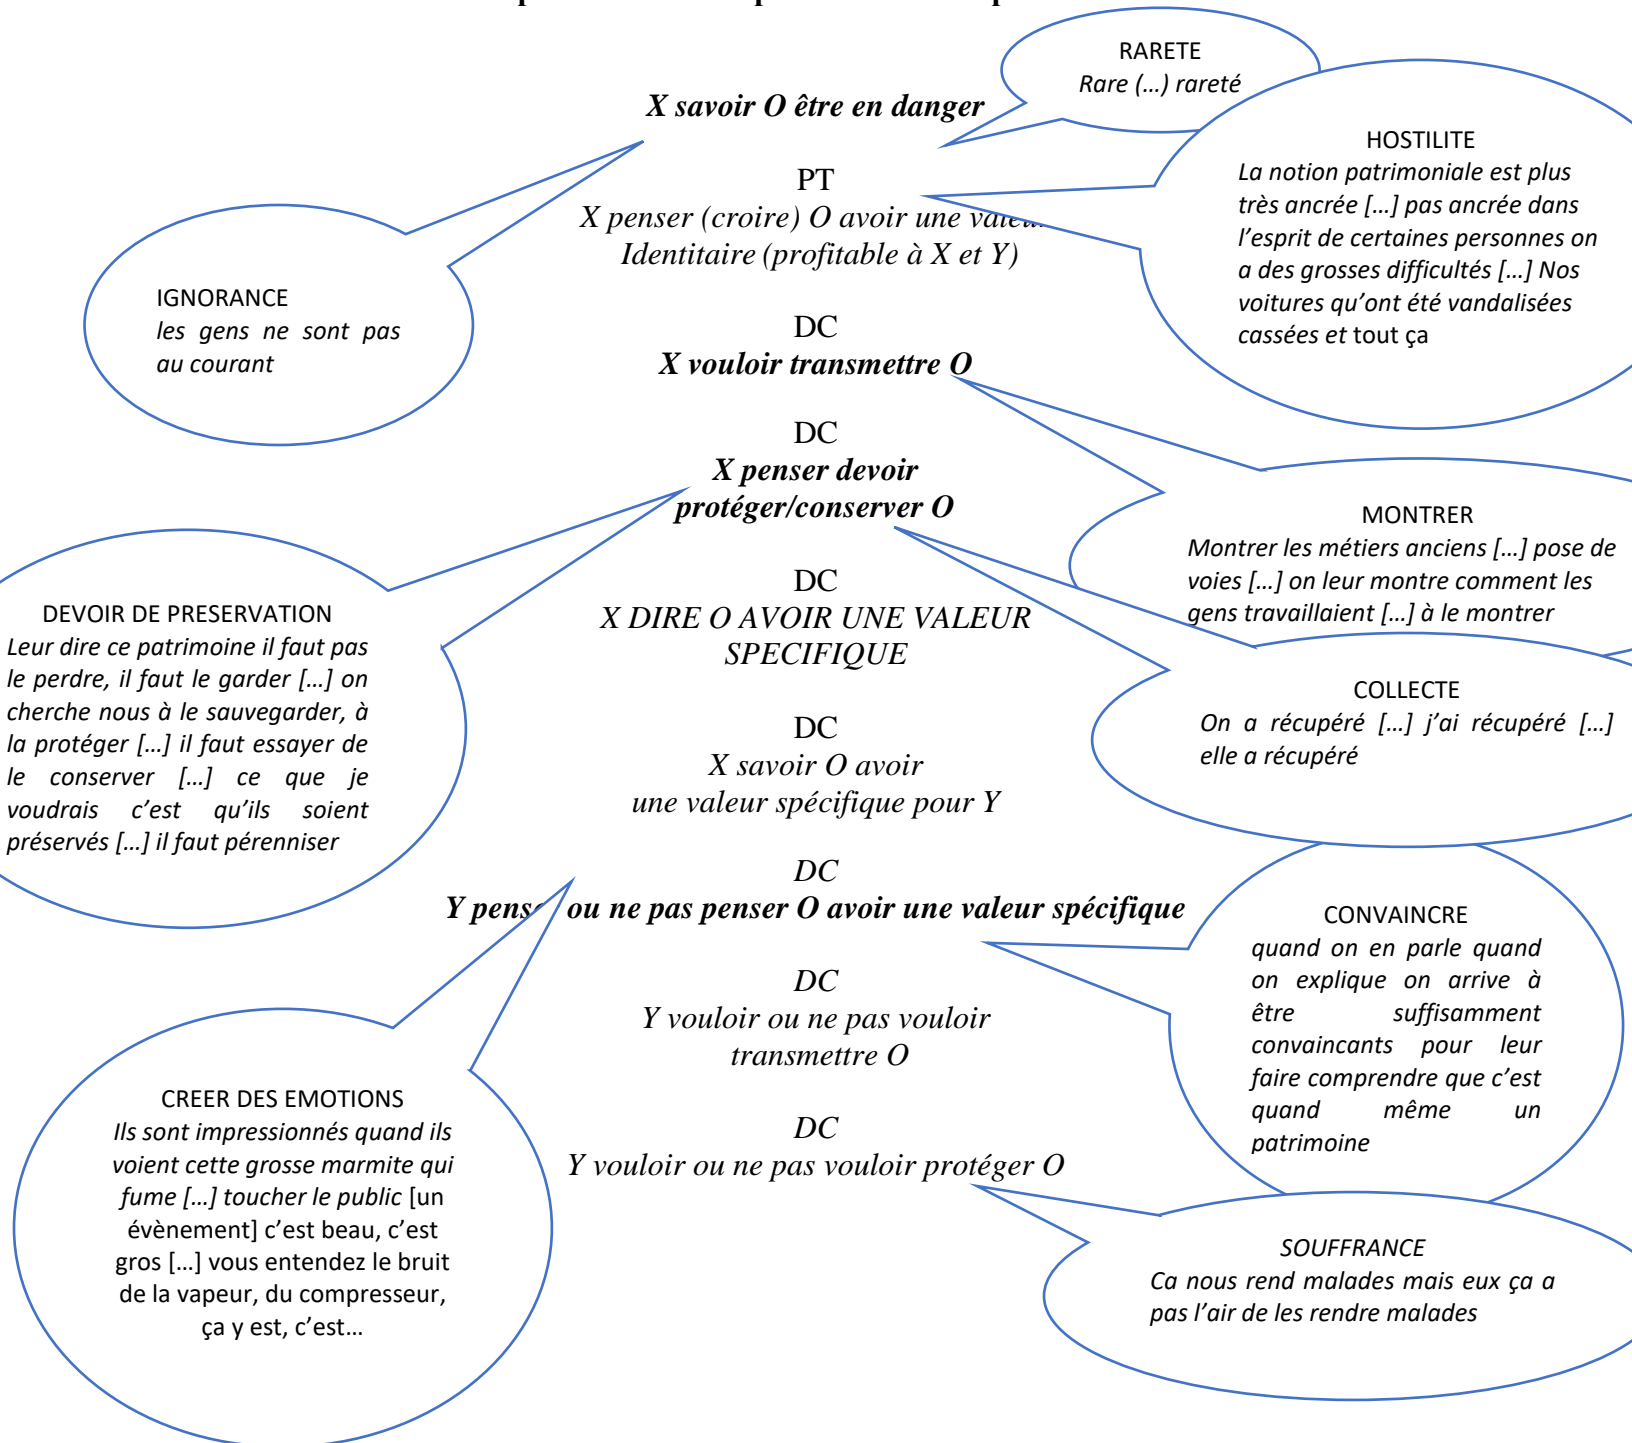 RARETE
Rare (…) rareté
X savoir O être en danger
HOSTILITE
La notion patrimoniale est plus
très ancrée […] pas ancrée dans
l’esprit de certaines personnes on
a des grosses difficultés […] Nos
voitures qu’ont été vandalisées
cassées et tout ça
PT
X penser (croire) O avoir une valeur
Identitaire (profitable à X et Y)
IGNORANCE
les gens ne sont pas
au courant
DC
X vouloir transmettre O
DC
X penser devoir
protéger/conserver O
MONTRER
Montrer les métiers anciens […] pose de
voies […] on leur montre comment les
gens travaillaient […] à le montrer
DC
X DIRE O AVOIR UNE VALEUR
SPECIFIQUE
DEVOIR DE PRESERVATION
Leur dire ce patrimoine il faut pas
le perdre, il faut le garder […] on
cherche nous à le sauvegarder, à
la protéger […] il faut essayer de
le conserver […] ce que je
voudrais c’est qu’ils soient
préservés […] il faut pérenniser
COLLECTE
On a récupéré […] j’ai récupéré […]
elle a récupéré
DC
X savoir O avoir
une valeur spécifique pour Y
DC
Y penser ou ne pas penser O avoir une valeur spécifique
CONVAINCRE
quand on en parle quand
on explique on arrive à
être suffisamment
convaincants pour leur
faire comprendre que c’est
quand même un
patrimoine
DC
Y vouloir ou ne pas vouloir
transmettre O
CREER DES EMOTIONS
Ils sont impressionnés quand ils
voient cette grosse marmite qui
fume […] toucher le public [un
évènement] c’est beau, c’est
gros […] vous entendez le bruit
de la vapeur, du compresseur,
ça y est, c’est…
DC
Y vouloir ou ne pas vouloir protéger O
SOUFFRANCE
Ca nous rend malades mais eux ça a
pas l’air de les rendre malades